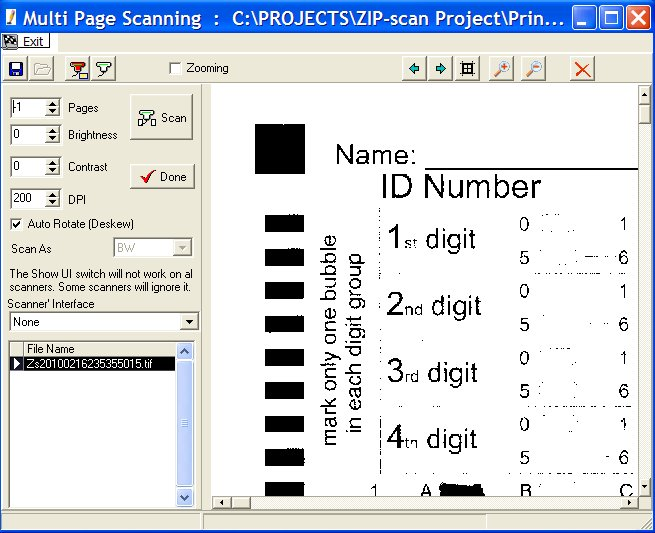 Multi Page Scanning : C:\PROJECTS\ZIP-scan Project\Prin...
Exit
Zooming
-1 Pages
Scan
0 Brightness
0 Contrast
Done
200 DPI
Auto Rotate (Deskew)
Scan As BW
The Show UI switch will not work on al
scanners. Some scanners will ignore it.
Scanner' Interface
None
File Name
Zs20100216235355015.tif
Name:
ID Number
mark only one bubble
in each digit group
1st digit 0 1
5 6
2nd digit 0 1
5 6
3rd digit 0 1
5 6
4th digit 0 1
5 6
1 A B C